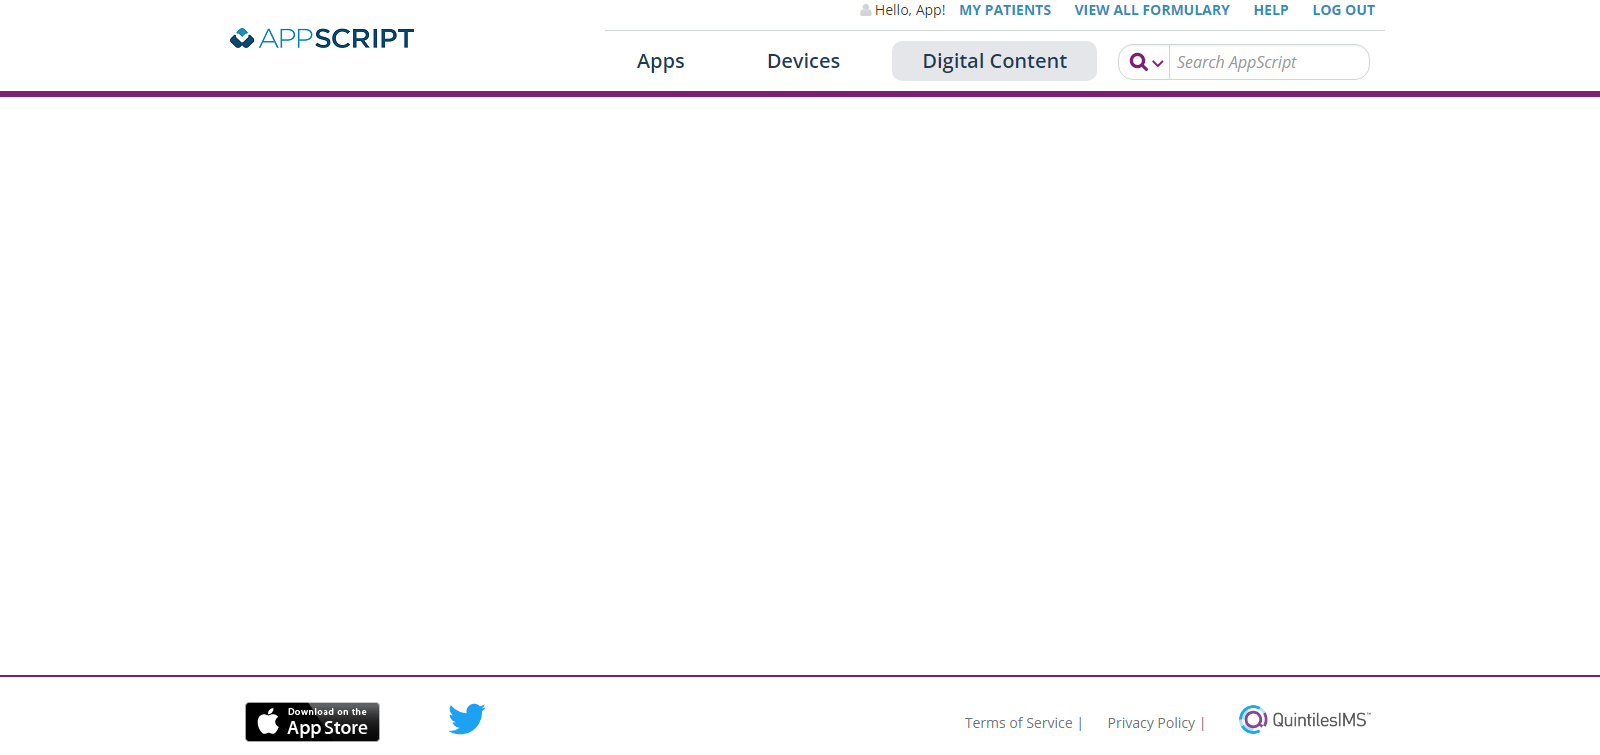 Hello, App! MY PATIENTS VIEW ALL FORMULARY HELP LOG OUT
APPSCRIPT
Apps Devices Digital Content Search AppScript
Download on the
App Store
Terms of Service | Privacy Policy | QuintilesIMS™